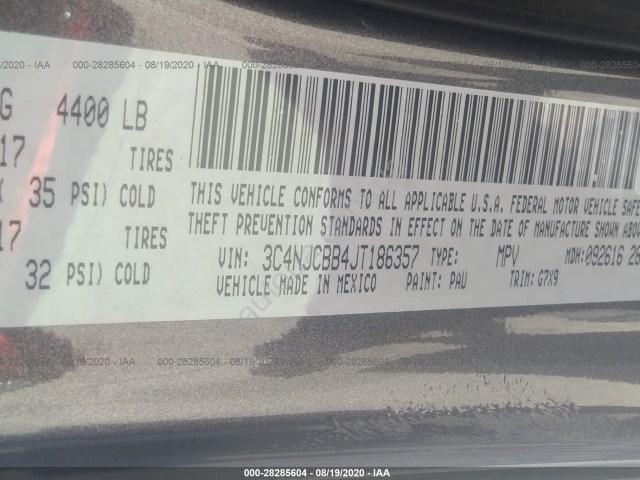 000-28285604 - 08/19/2020 - IAA
G 4400 LB
17 TIRES
35 PSI) COLD
17 TIRES
32 PSI) COLD
THIS VEHICLE CONFORMS TO ALL APPLICABLE U.S.A. FEDERAL MOTOR VEHICLE SAFE
THEFT PREVENTION STANDARDS IN EFFECT ON THE DATE OF MANUFACTURE SHOWN ABO
VIN: 3C4NJCBB4JT186357 TYPE: MPV MDH:092616 28
VEHICLE MADE IN MEXICO PAINT: PAU TRIM: G7X9
000-28285604 - 08/19/2020 - IAA
000-28285604 - 08/19/2020 - IAA